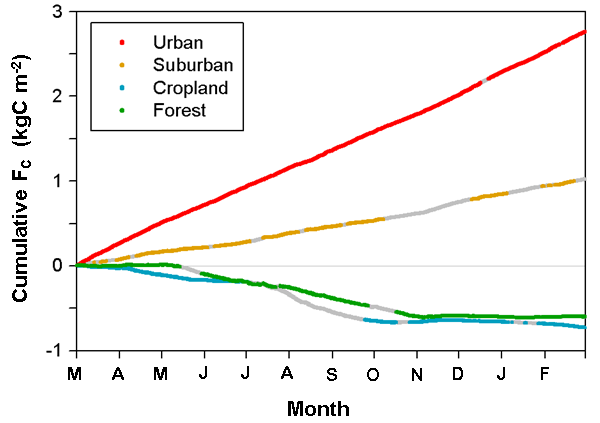 3
2
1
0
-1
Cumulative FC (kgC m-2)
Urban
Suburban
Cropland
Forest
M A M J J A S O N D J F
Month